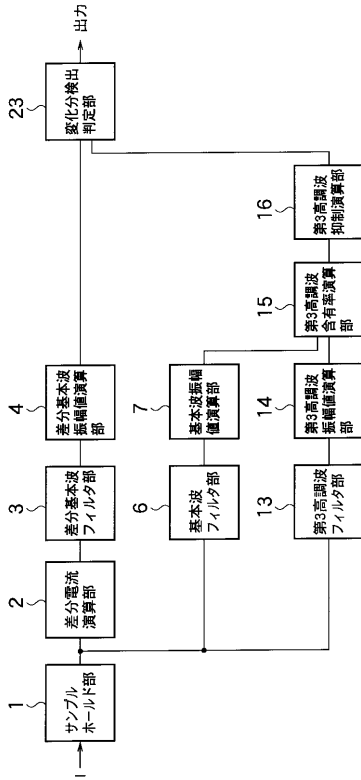 I
1
サンプル
ホールド部
2
差分電流
演算部
3
差分基本波
フィルタ部
4
差分基本波
振幅値演算
部
6
基本波
フィルタ部
7
基本波振幅
値演算部
13
第3高調波
フィルタ部
14
第3高調波
振幅値演算
部
15
第3高調波
含有率演算
部
16
第3高調波
抑制演算部
23
変化分検出
判定部
出力